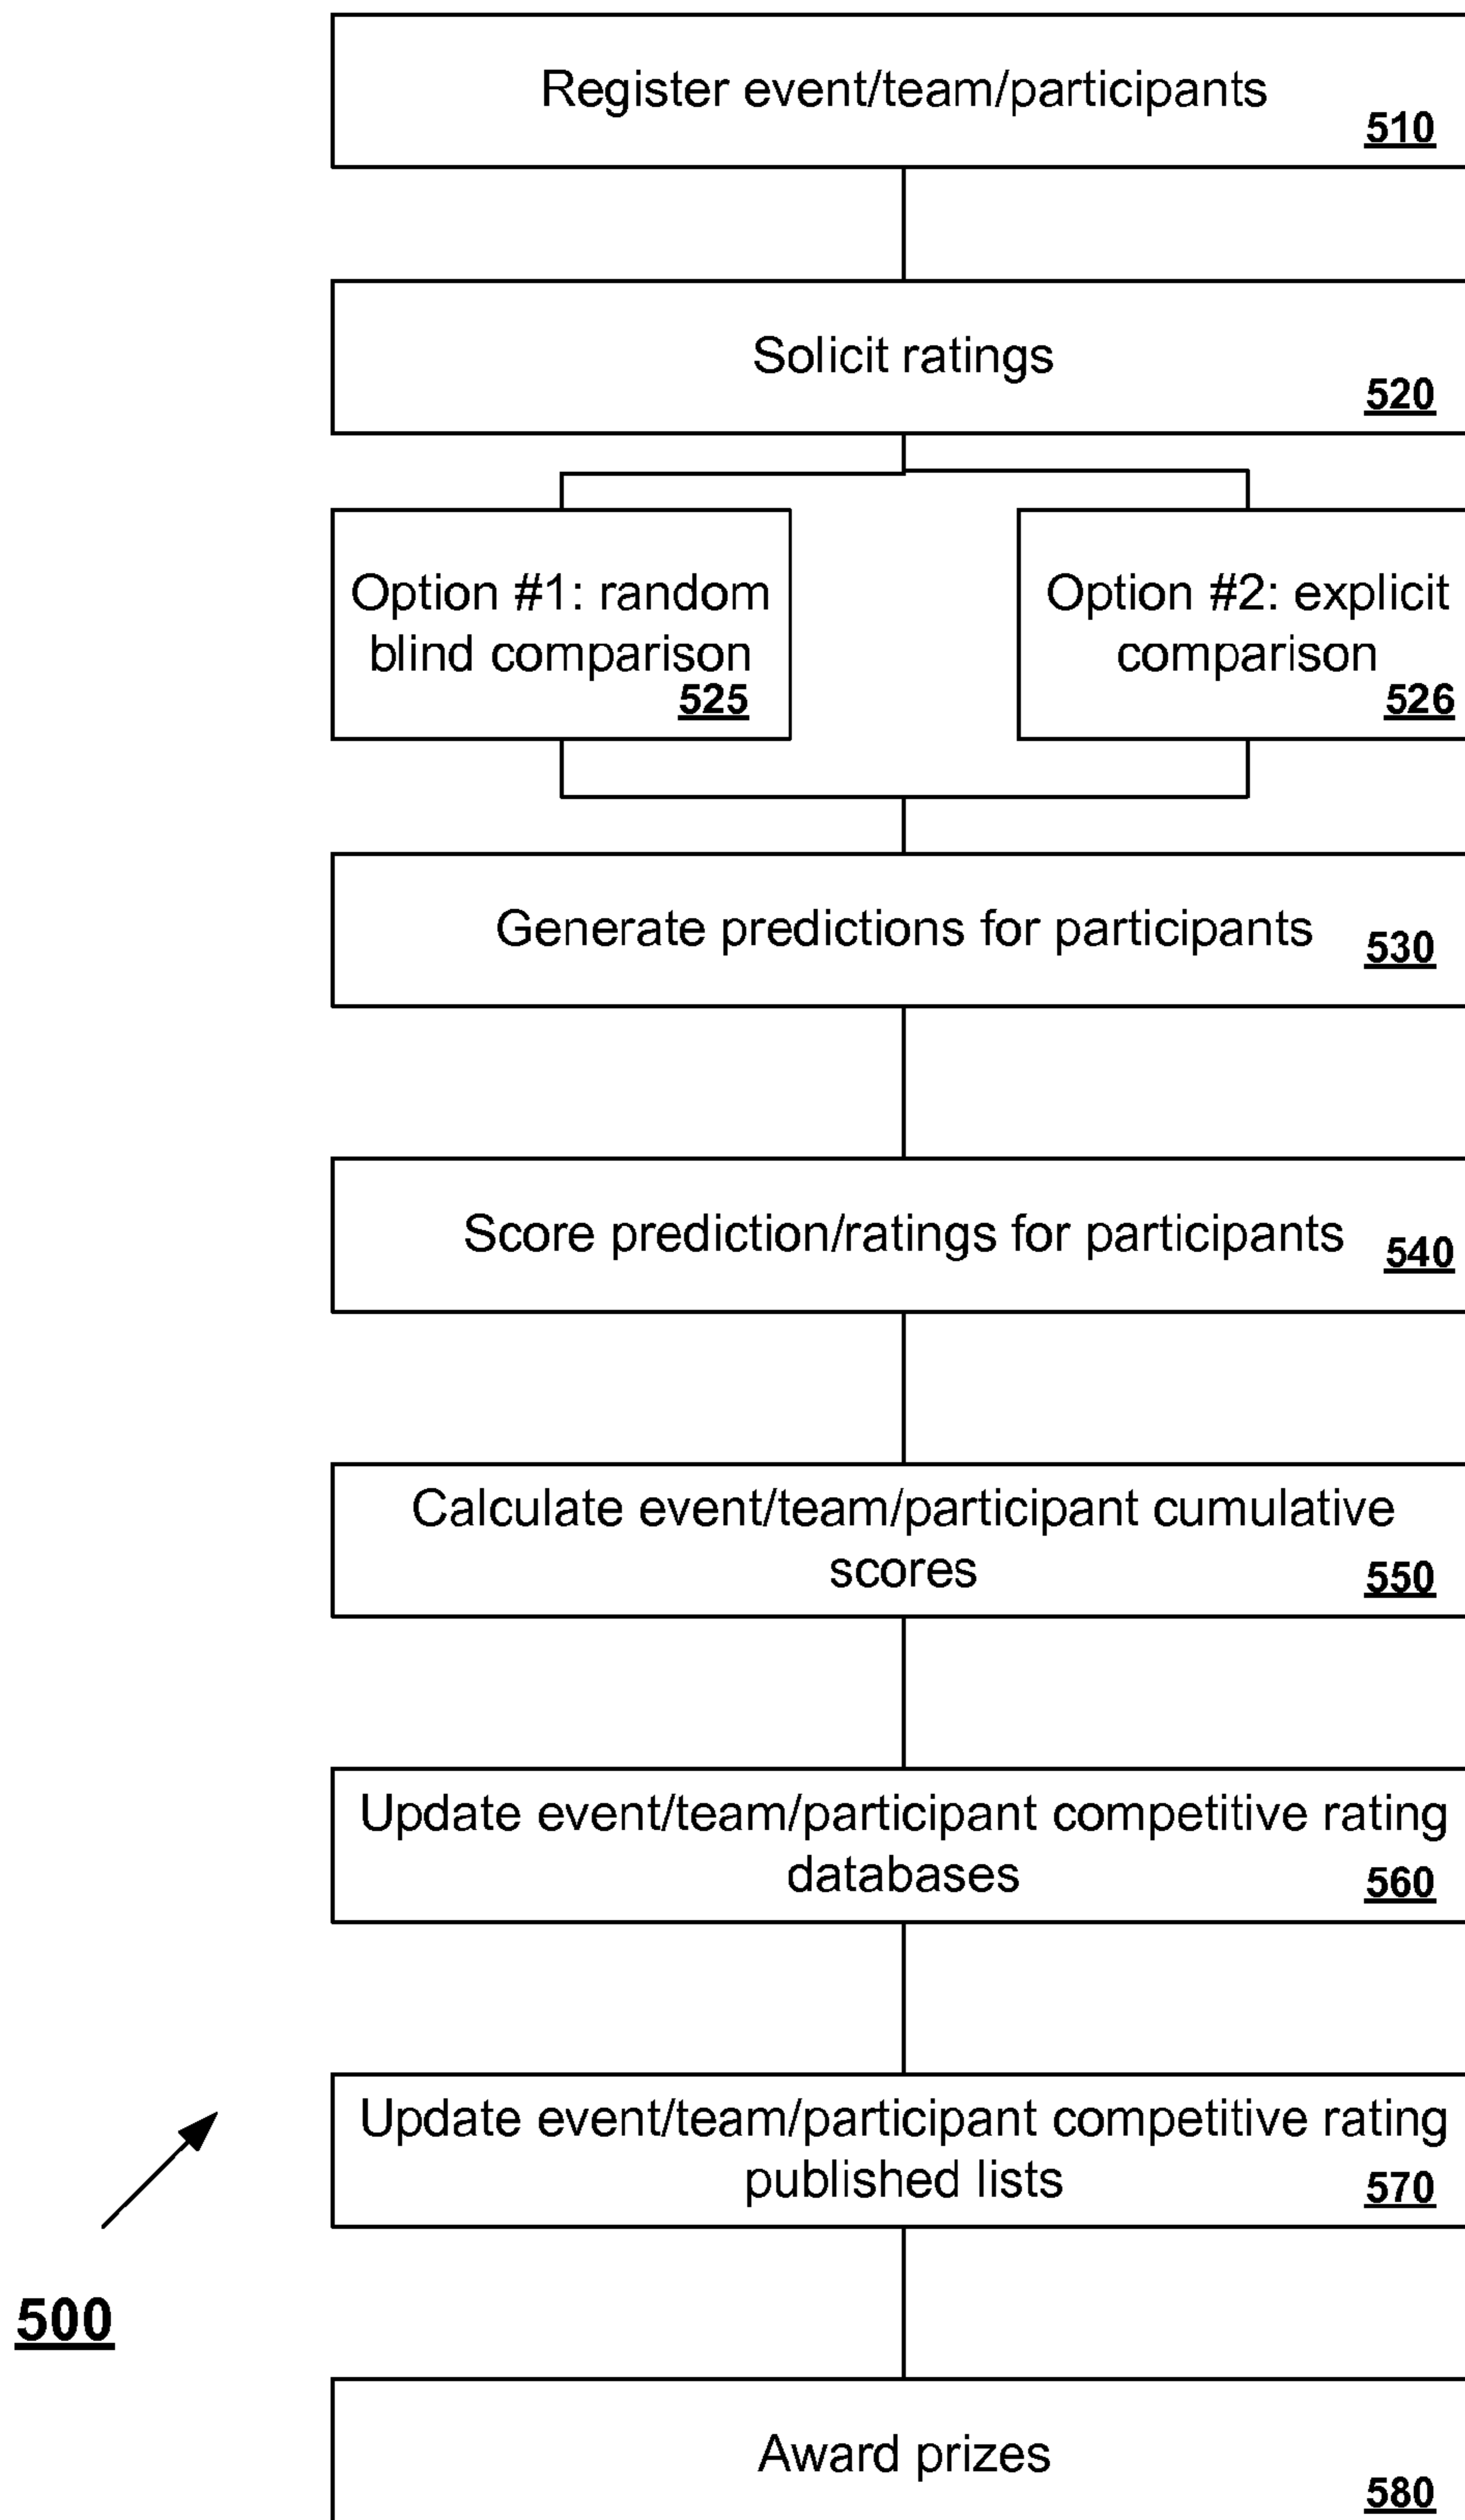 Register event/team/participants
510
Solicit ratings
520
Option #1: random
blind comparison
525
Option #2: explicit
comparison
526
Generate predictions for participants
530
Score prediction/ratings for participants
540
Calculate event/team/participant cumulative
scores
550
Update event/team/participant competitive rating
databases
560
Update event/team/participant competitive rating
published lists
570
500
Award prizes
580